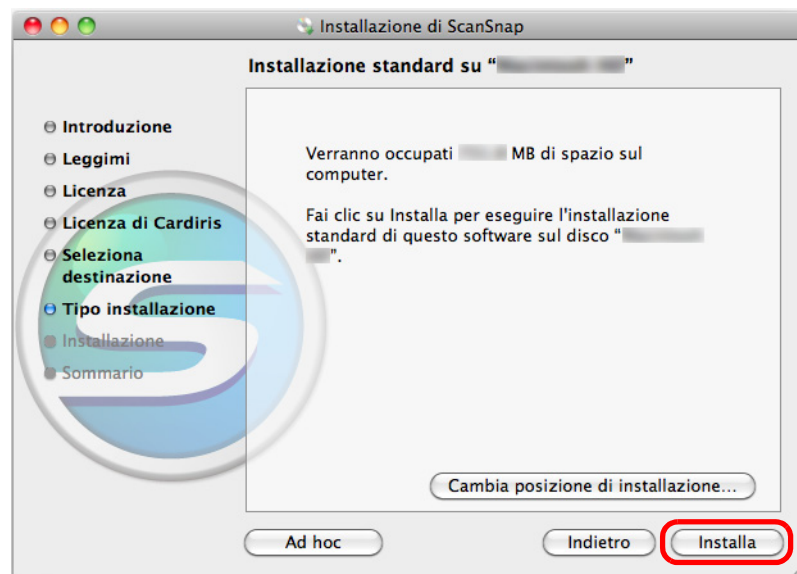 Installazione di ScanSnap
Installazione standard su “ ”
Introduzione
Leggimi
Licenza
Licenza di Cardiris
Seleziona
destinazione
Tipo installazione
Installazione
Sommario
Verranno occupati MB di spazio sul
computer.
Fai clic su Installa per eseguire l'installazione
standard di questo software sul disco “
”.
Cambia posizione di installazione...
Ad hoc
Indietro
Installa